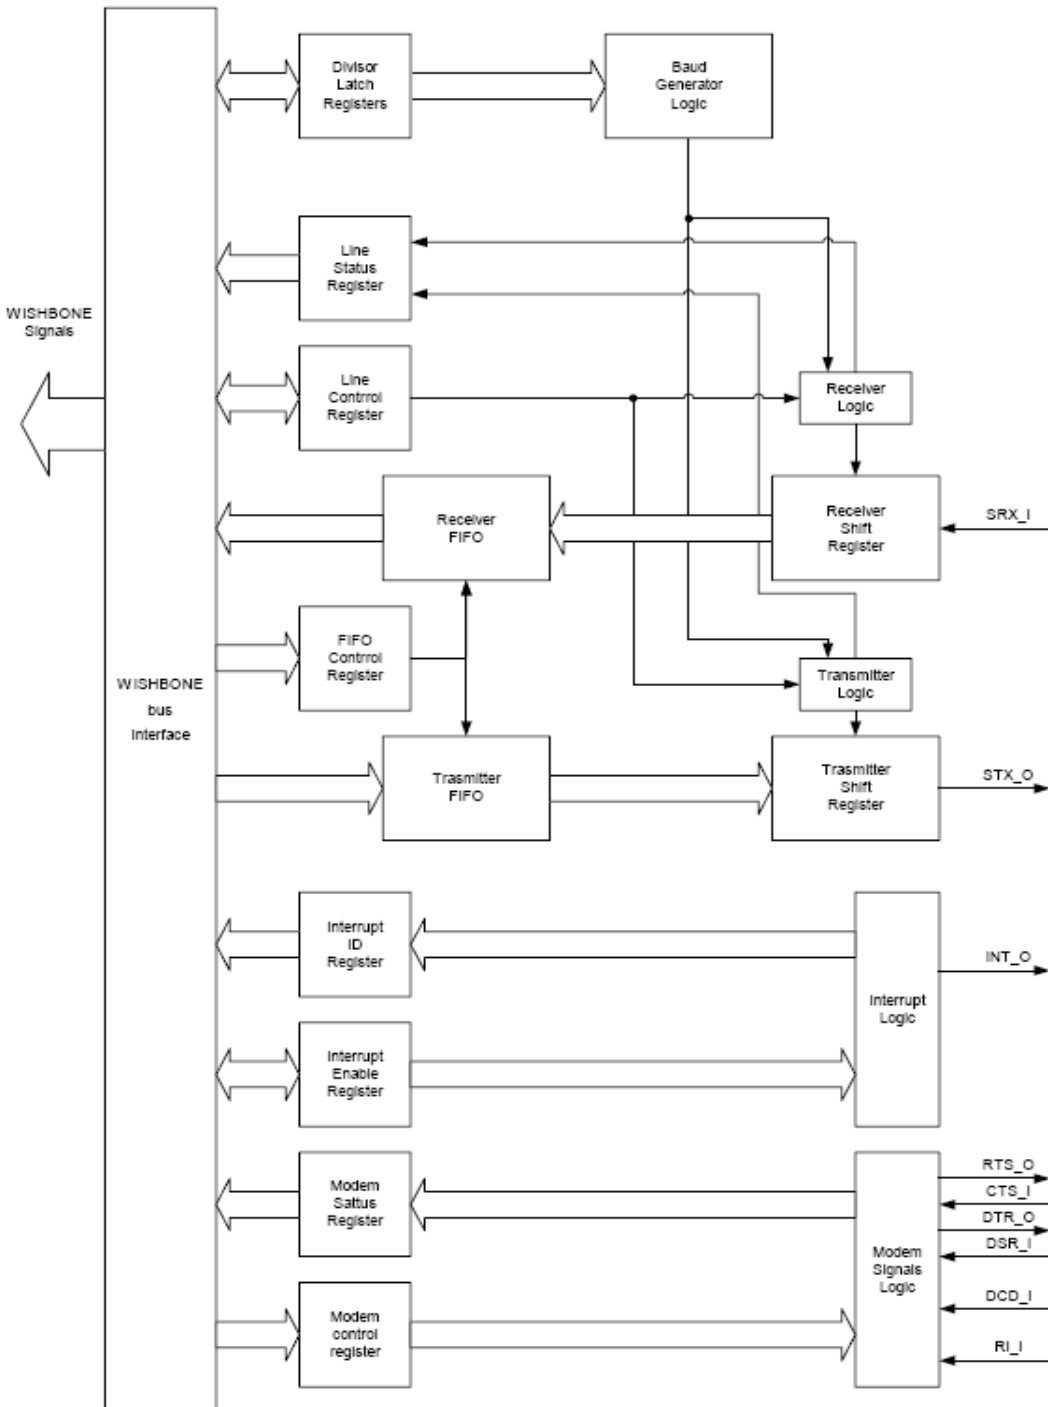 Divisor
Latch
Registers
Baud
Generator
Logic
Line
Status
Register
WISHBONE
Signals
Line
Contrrol
Register
Receiver
Logic
Receiver
FIFO
Receiver
Shift
Register
SRX_I
FIFO
Contrrol
Register
WISHBONE
bus
interface
Transmitter
Logic
Trasmitter
FIFO
Trasmitter
Shift
Register
STX_O
Interrupt
ID
Register
Interrupt
Logic
INT_O
Interrupt
Enable
Register
Modem
Sattus
Register
RTS_O
CTS_I
DTR_O
DSR_I
Modem
Signals
Logic
DCD_I
RI_I
Modem
control
register